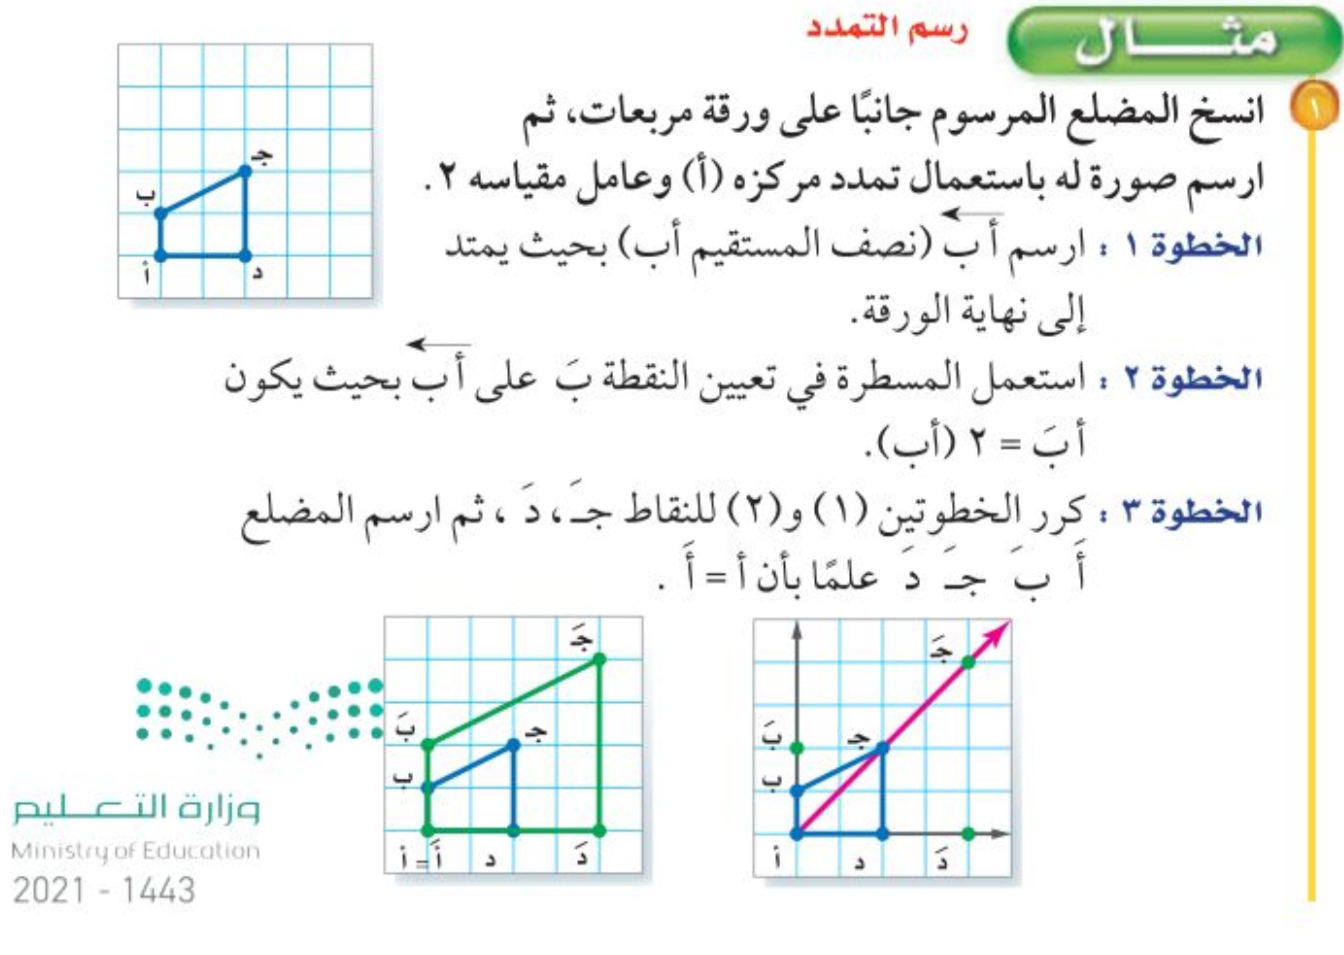 مثال
رسم التمدد
١
انسخ المضلع المرسوم جانبًا على ورقة مربعات، ثم
ارسم صورة له باستعمال تمدد مركزه (أ) وعامل مقياسه ٢.
جـ
ب
أ
د
الخطوة ١ : ارسم أب (نصف المستقيم أب) بحيث يمتد
إلى نهاية الورقة.
الخطوة ٢ : استعمل المسطرة في تعيين النقطة بَ على أب بحيث يكون
أبَ = ٢ (أب).
الخطوة ٣ : كرر الخطوتين (١) و(٢) للنقاط جـَ، دَ ، ثم ارسم المضلع
أَ بَ جـَ دَ علمًا بأن أ = أَ .
جـَ
بَ
جـ
ب
أ
د
دَ
جـَ
بَ
جـ
ب
أ = أَ
د
دَ
وزارة التعليم
Ministry of Education
2021 - 1443